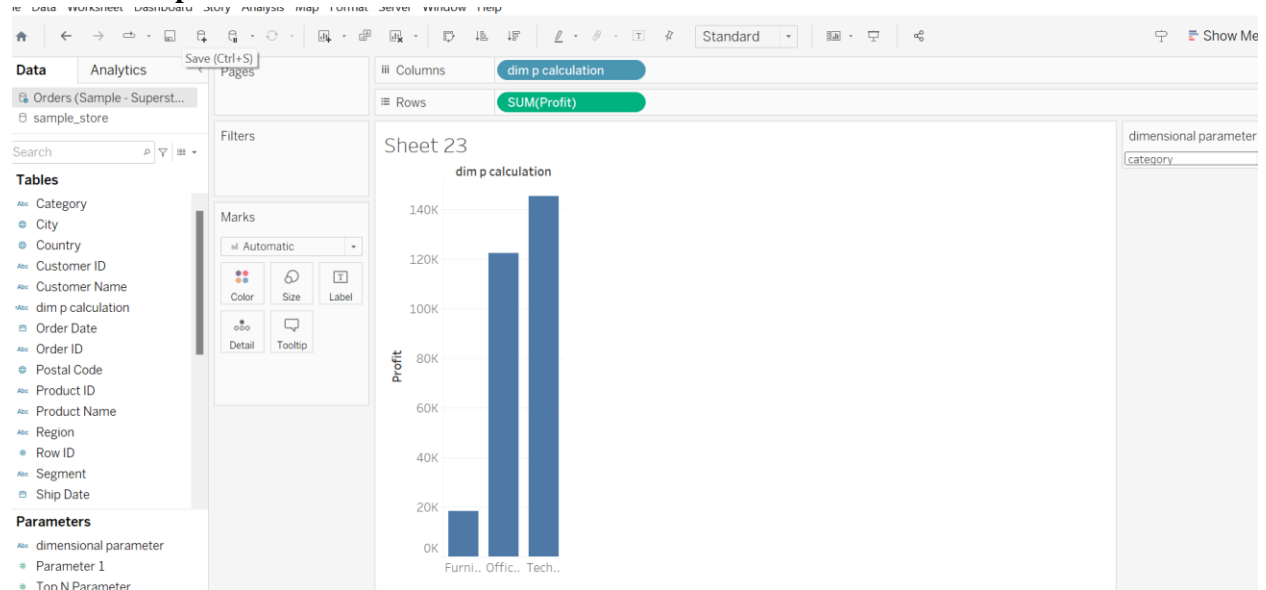 le Data Worksheet Dashboard Story Analysis Map Format Server Window Help
Standard
Show Me
Save (Ctrl+S)
Data Analytics
Pages
Columns dim p calculation
Orders (Sample - Superst...
Rows SUM(Profit)
sample_store
Search
Filters
Sheet 23
dimensional parameter
category
dim p calculation
Tables
Category
City
Country
Customer ID
Customer Name
dim p calculation
Order Date
Order ID
Postal Code
Product ID
Product Name
Region
Row ID
Segment
Ship Date
Parameters
dimensional parameter
Parameter 1
Top N Parameter
Marks
Automatic
Color Size Label
Detail Tooltip
Profit
140K
120K
100K
80K
60K
40K
20K
0K
Furni.. Offic.. Tech..